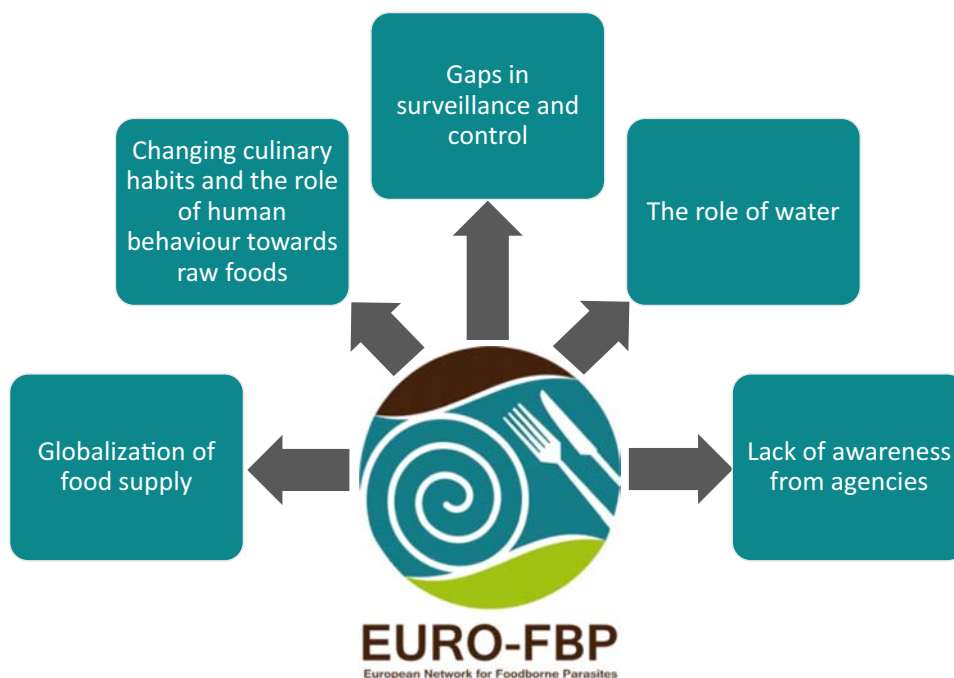 Gaps in
surveillance and
control
Changing culinary
habits and the role
of human
behaviour towards
raw foods
The role of water
Globalization of
food supply
Lack of awareness
from agencies
EURO-FBP
European Network for Foodborne Parasites